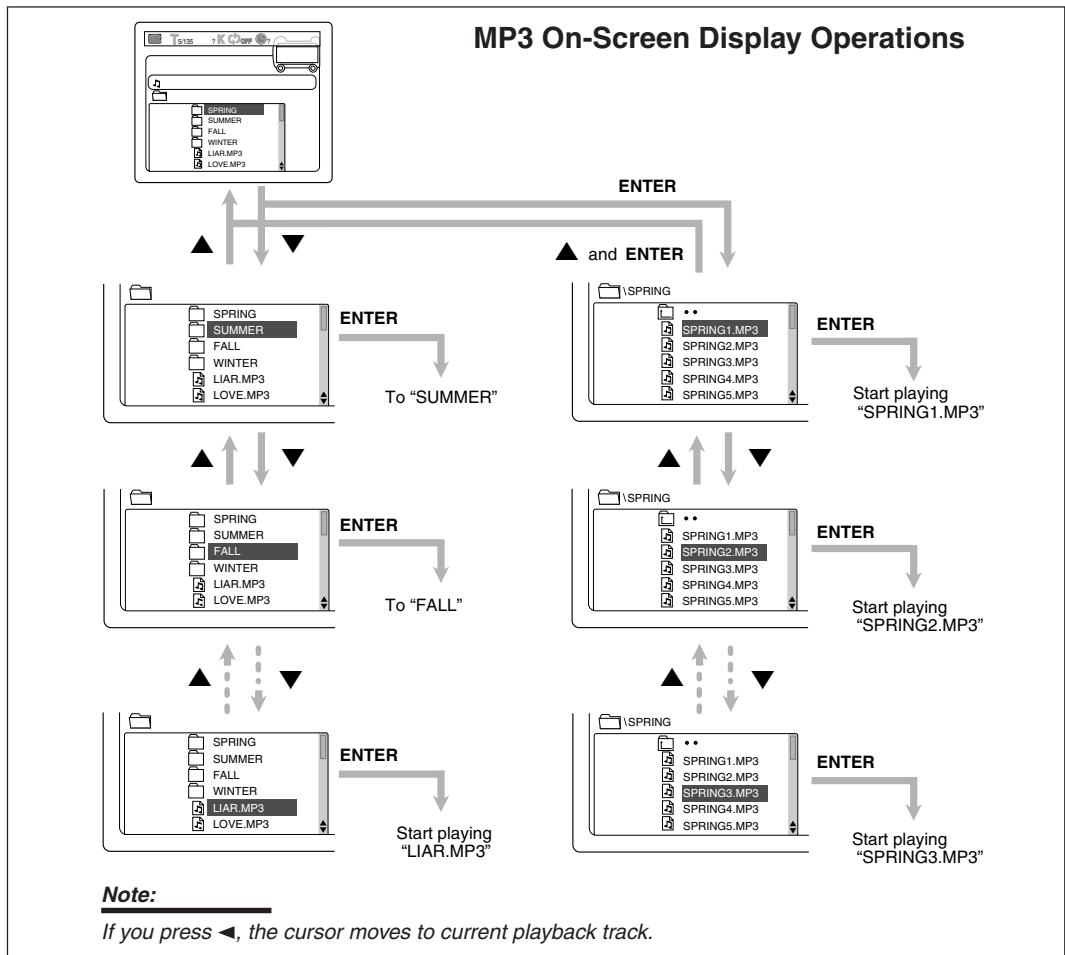 MP3 On-Screen Display Operations
T 5/135 ? K OFF ?
SPRING
SUMMER
FALL
WINTER
LIAR.MP3
LOVE.MP3
ENTER
▲ ▼
▲ and ENTER
SPRING
SUMMER
FALL
WINTER
LIAR.MP3
LOVE.MP3
ENTER
To “SUMMER”
\SPRING
••
SPRING1.MP3
SPRING2.MP3
SPRING3.MP3
SPRING4.MP3
SPRING5.MP3
ENTER
Start playing
“SPRING1.MP3”
▲ ▼
▲ ▼
SPRING
SUMMER
FALL
WINTER
LIAR.MP3
LOVE.MP3
ENTER
To “FALL”
\SPRING
••
SPRING1.MP3
SPRING2.MP3
SPRING3.MP3
SPRING4.MP3
SPRING5.MP3
ENTER
Start playing
“SPRING2.MP3”
▲ ▼
▲ ▼
SPRING
SUMMER
FALL
WINTER
LIAR.MP3
LOVE.MP3
ENTER
Start playing
“LIAR.MP3”
\SPRING
••
SPRING1.MP3
SPRING2.MP3
SPRING3.MP3
SPRING4.MP3
SPRING5.MP3
ENTER
Start playing
“SPRING3.MP3”
Note:
If you press ◄, the cursor moves to current playback track.